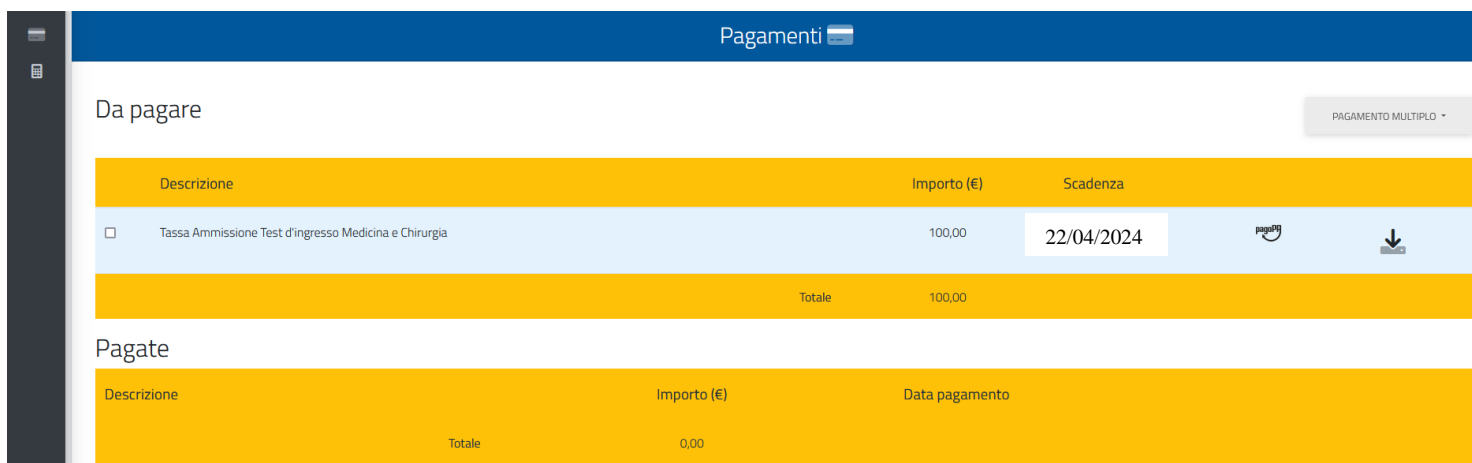 Pagamenti
Da pagare
PAGAMENTO MULTIPLO
Descrizione Importo (€) Scadenza
Tassa Ammissione Test d'ingresso Medicina e Chirurgia 100,00 22/04/2024 pagoPA
Totale 100,00
Pagate
Descrizione Importo (€) Data pagamento
Totale 0,00